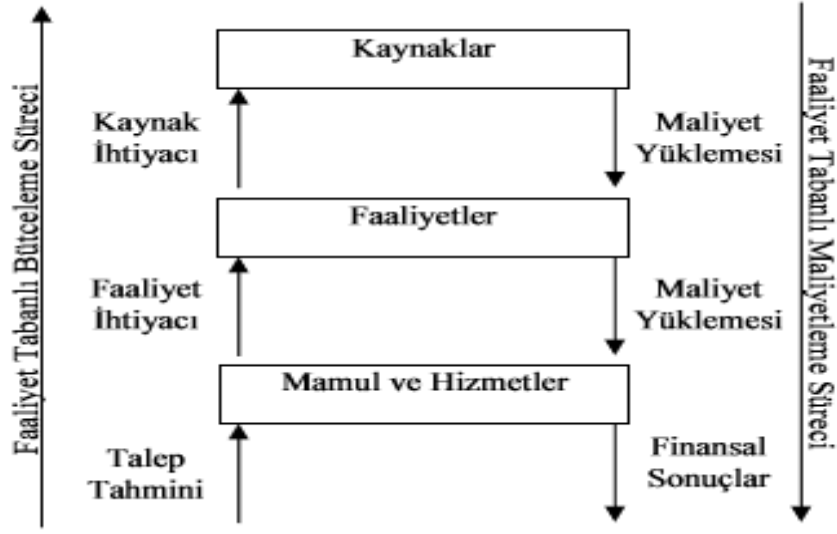 Kaynaklar
Kaynak
İhtiyacı
Maliyet
Yüklemesi
Faaliyetler
Faaliyet
İhtiyacı
Maliyet
Yüklemesi
Mamul ve Hizmetler
Talep
Tahmini
Finansal
Sonuçlar
Faaliyet Tabanlı Bütçeleme Süreci
Faaliyet Tabanlı Maliyetleme Süreci